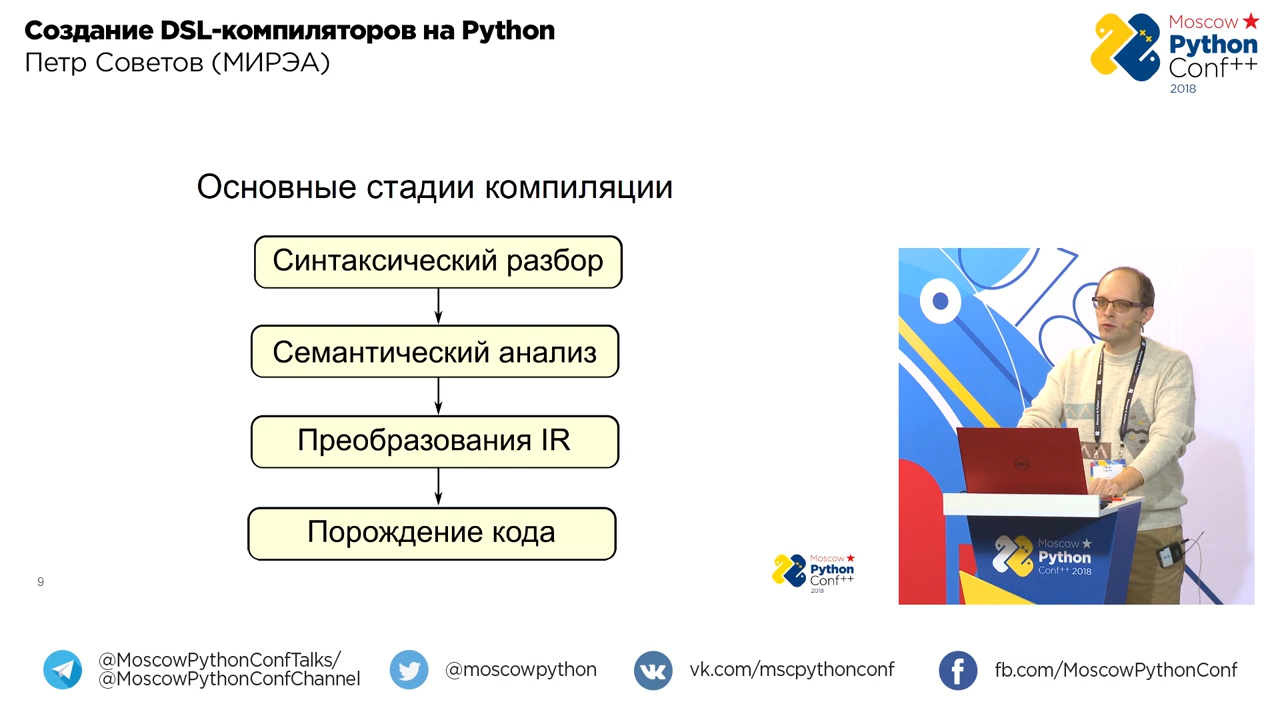 Создание DSL-компиляторов на Python
Петр Советов (МИРЭА)
Moscow
Python
Conf++
2018
Основные стадии компиляции
Синтаксический разбор
Семантический анализ
Преобразования IR
Порождение кода
9
Moscow
Python
Conf++
2018
Moscow
Python
Conf++ 2018
@MoscowPythonConfTalks/
@MoscowPythonConfChannel
@moscowpython
vk.com/mscpythonconf
fb.com/MoscowPythonConf